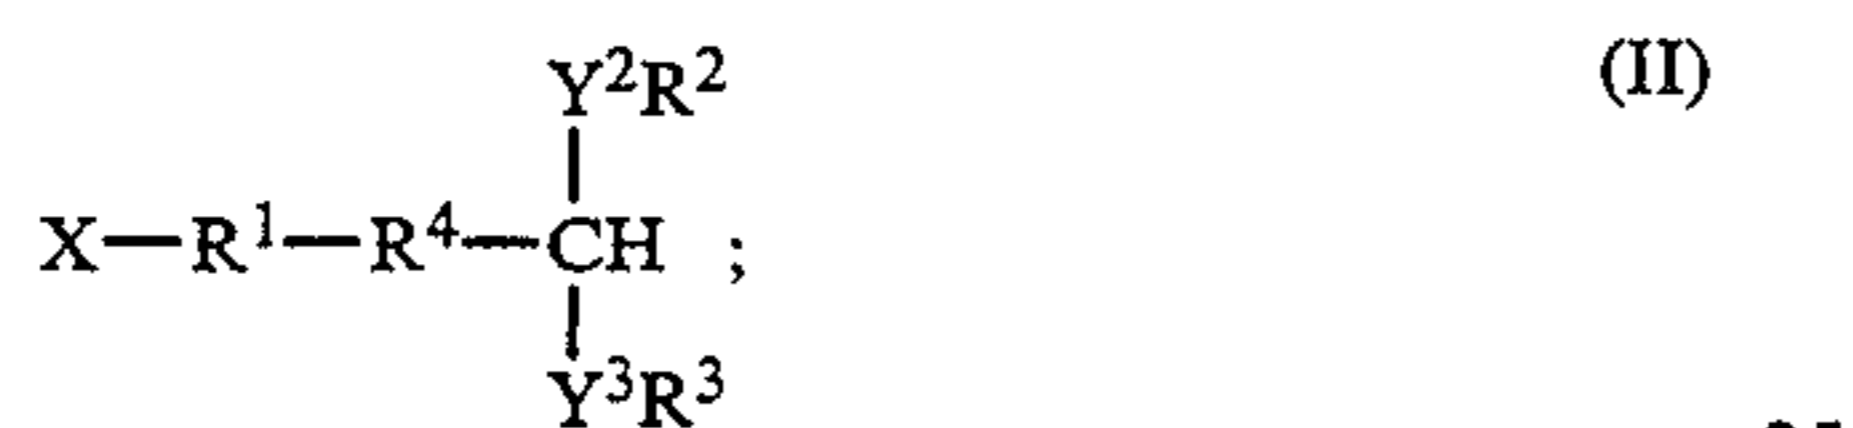 Y²R² (II)
X—R¹—R⁴—CH ;
Y³R³